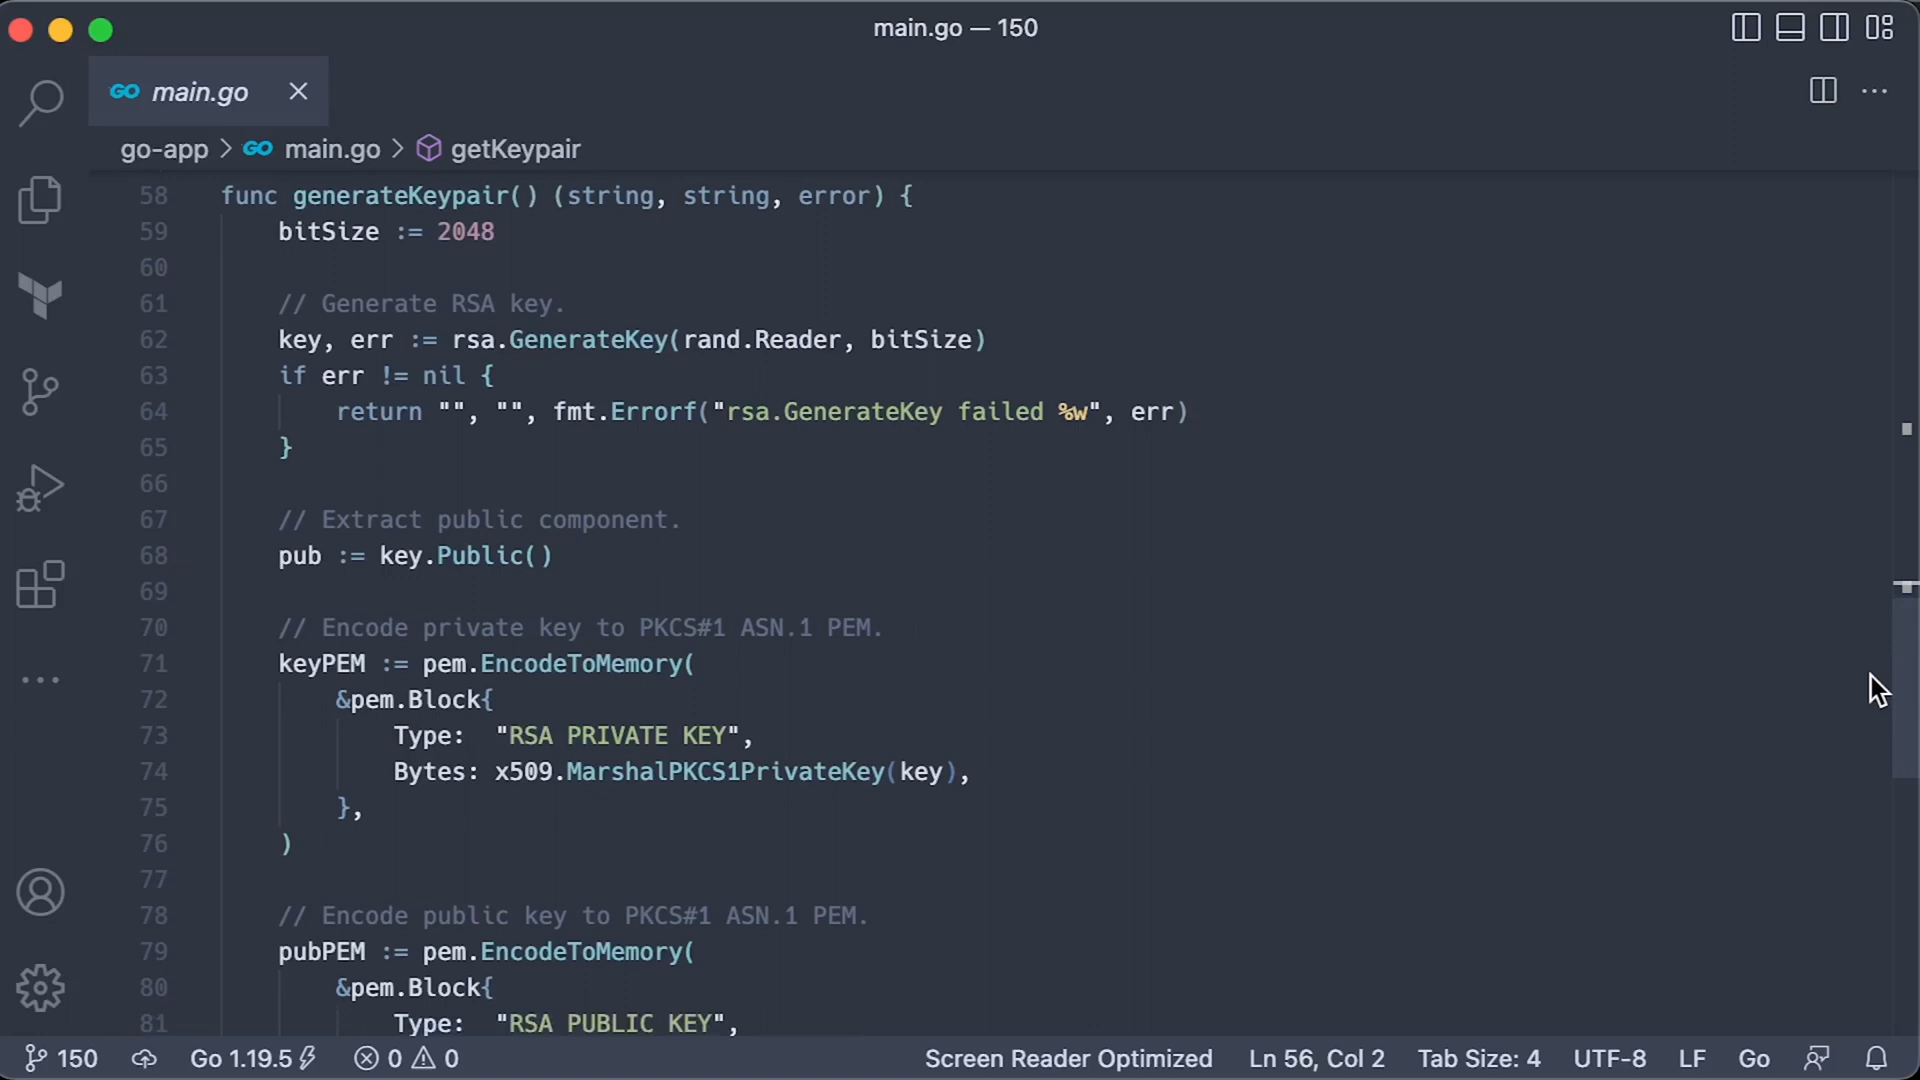 main.go — 150
GO main.go
go-app > GO main.go > getKeypair
58 func generateKeypair() (string, string, error) {
59 bitSize := 2048
60
61 // Generate RSA key.
62 key, err := rsa.GenerateKey(rand.Reader, bitSize)
63 if err != nil {
64 return "", "", fmt.Errorf("rsa.GenerateKey failed %w", err)
65 }
66
67 // Extract public component.
68 pub := key.Public()
69
70 // Encode private key to PKCS#1 ASN.1 PEM.
71 keyPEM := pem.EncodeToMemory(
72 &pem.Block{
73 Type: "RSA PRIVATE KEY",
74 Bytes: x509.MarshalPKCS1PrivateKey(key),
75 },
76 )
77
78 // Encode public key to PKCS#1 ASN.1 PEM.
79 pubPEM := pem.EncodeToMemory(
80 &pem.Block{
81 Type: "RSA PUBLIC KEY",
150 Go 1.19.5 0 0 Screen Reader Optimized Ln 56, Col 2 Tab Size: 4 UTF-8 LF Go